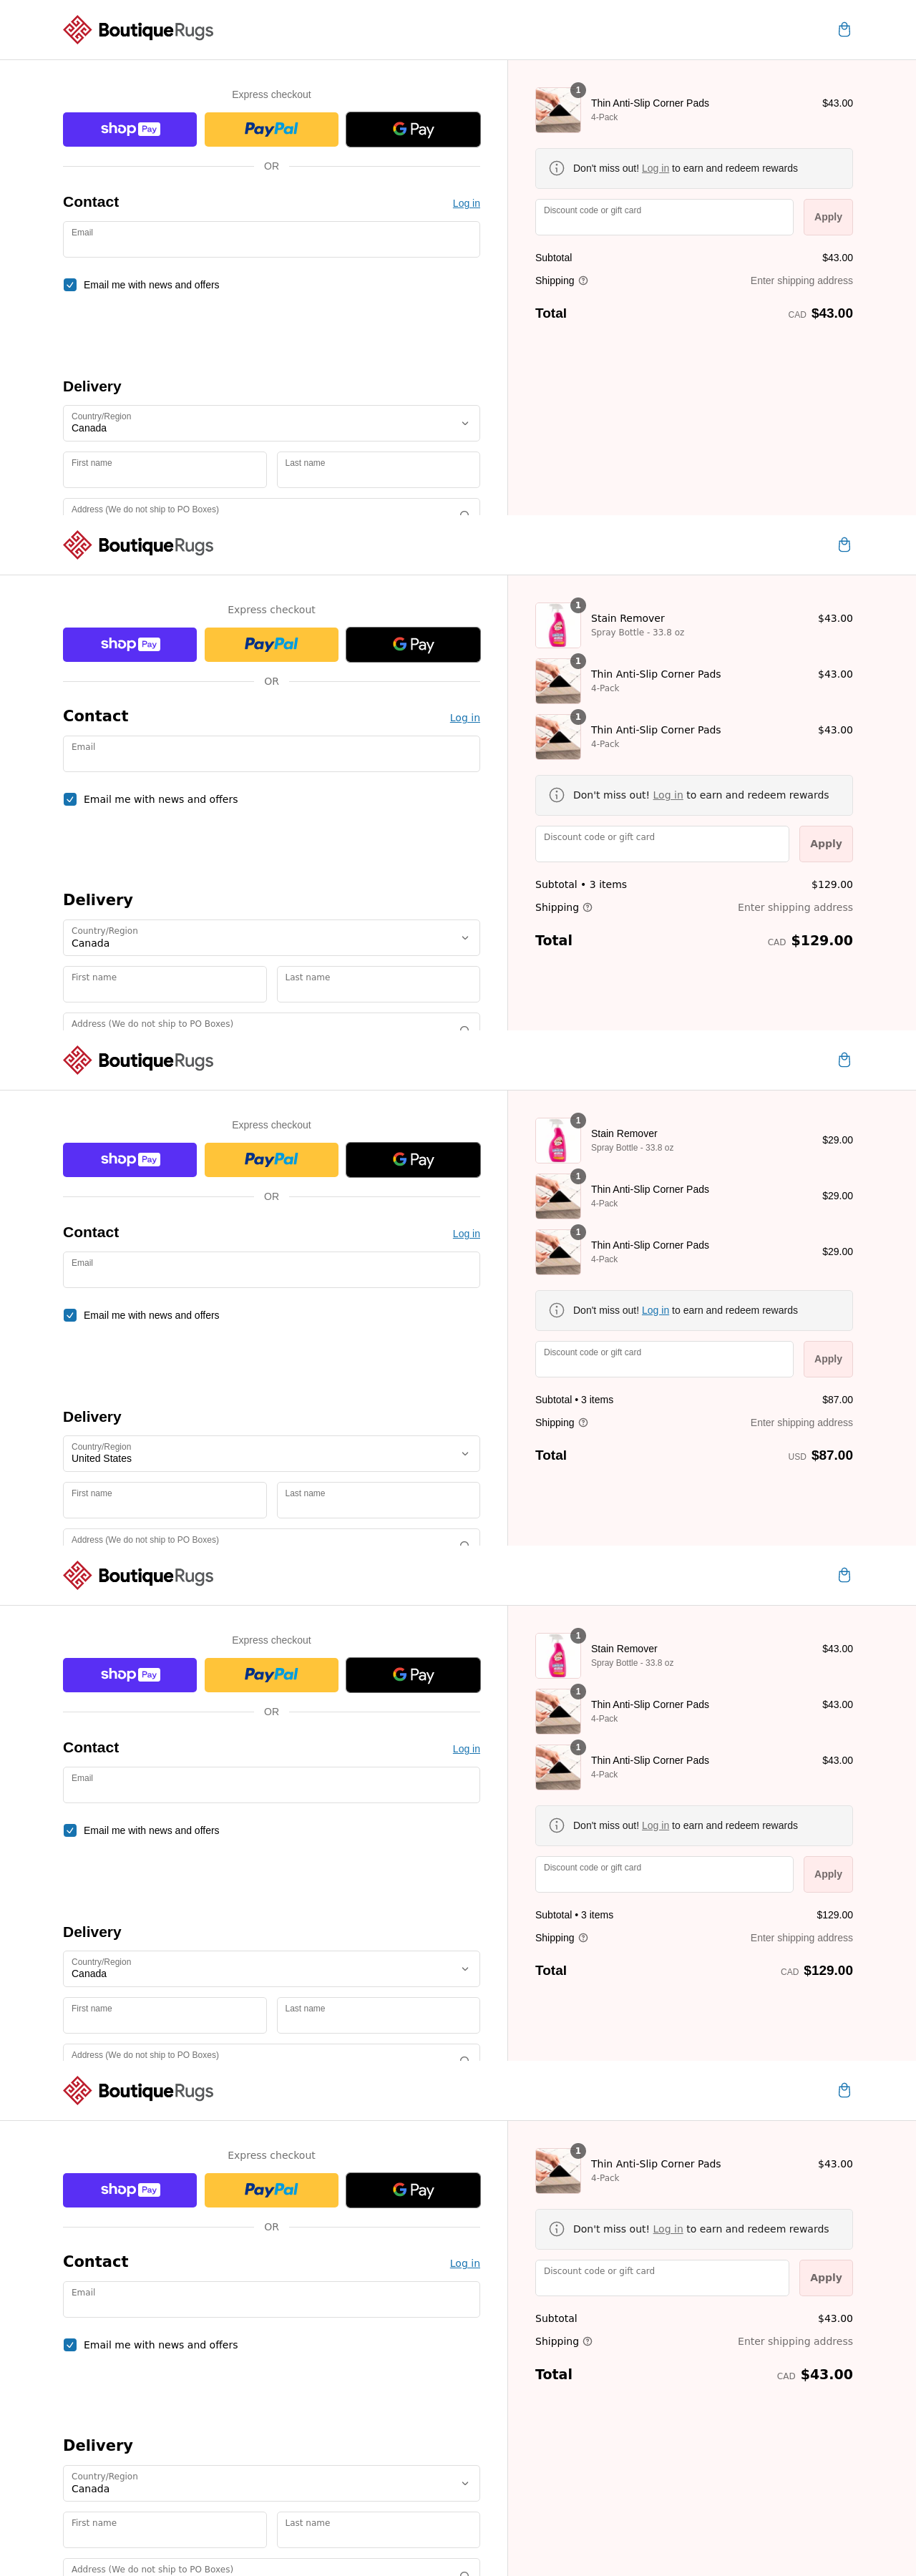 BoutiqueRugs
Express checkout
shop Pay
PayPal
G Pay
OR
Contact
Log in
Email
Email me with news and offers
Delivery
Country/Region
Canada
First name
Last name
Address (We do not ship to PO Boxes)
1
Thin Anti-Slip Corner Pads
4-Pack
$43.00
Don't miss out! Log in to earn and redeem rewards
Discount code or gift card
Apply
Subtotal
$43.00
Shipping
Enter shipping address
Total
CAD $43.00
BoutiqueRugs
Express checkout
shop Pay
PayPal
G Pay
OR
Contact
Log in
Email
Email me with news and offers
Delivery
Country/Region
Canada
First name
Last name
Address (We do not ship to PO Boxes)
1
Stain Remover
Spray Bottle - 33.8 oz
$43.00
1
Thin Anti-Slip Corner Pads
4-Pack
$43.00
1
Thin Anti-Slip Corner Pads
4-Pack
$43.00
Don't miss out! Log in to earn and redeem rewards
Discount code or gift card
Apply
Subtotal • 3 items
$129.00
Shipping
Enter shipping address
Total
CAD $129.00
BoutiqueRugs
Express checkout
shop Pay
PayPal
G Pay
OR
Contact
Log in
Email
Email me with news and offers
Delivery
Country/Region
United States
First name
Last name
Address (We do not ship to PO Boxes)
1
Stain Remover
Spray Bottle - 33.8 oz
$29.00
1
Thin Anti-Slip Corner Pads
4-Pack
$29.00
1
Thin Anti-Slip Corner Pads
4-Pack
$29.00
Don't miss out! Log in to earn and redeem rewards
Discount code or gift card
Apply
Subtotal • 3 items
$87.00
Shipping
Enter shipping address
Total
USD $87.00
BoutiqueRugs
Express checkout
shop Pay
PayPal
G Pay
OR
Contact
Log in
Email
Email me with news and offers
Delivery
Country/Region
Canada
First name
Last name
Address (We do not ship to PO Boxes)
1
Stain Remover
Spray Bottle - 33.8 oz
$43.00
1
Thin Anti-Slip Corner Pads
4-Pack
$43.00
1
Thin Anti-Slip Corner Pads
4-Pack
$43.00
Don't miss out! Log in to earn and redeem rewards
Discount code or gift card
Apply
Subtotal • 3 items
$129.00
Shipping
Enter shipping address
Total
CAD $129.00
BoutiqueRugs
Express checkout
shop Pay
PayPal
G Pay
OR
Contact
Log in
Email
Email me with news and offers
Delivery
Country/Region
Canada
First name
Last name
Address (We do not ship to PO Boxes)
1
Thin Anti-Slip Corner Pads
4-Pack
$43.00
Don't miss out! Log in to earn and redeem rewards
Discount code or gift card
Apply
Subtotal
$43.00
Shipping
Enter shipping address
Total
CAD $43.00